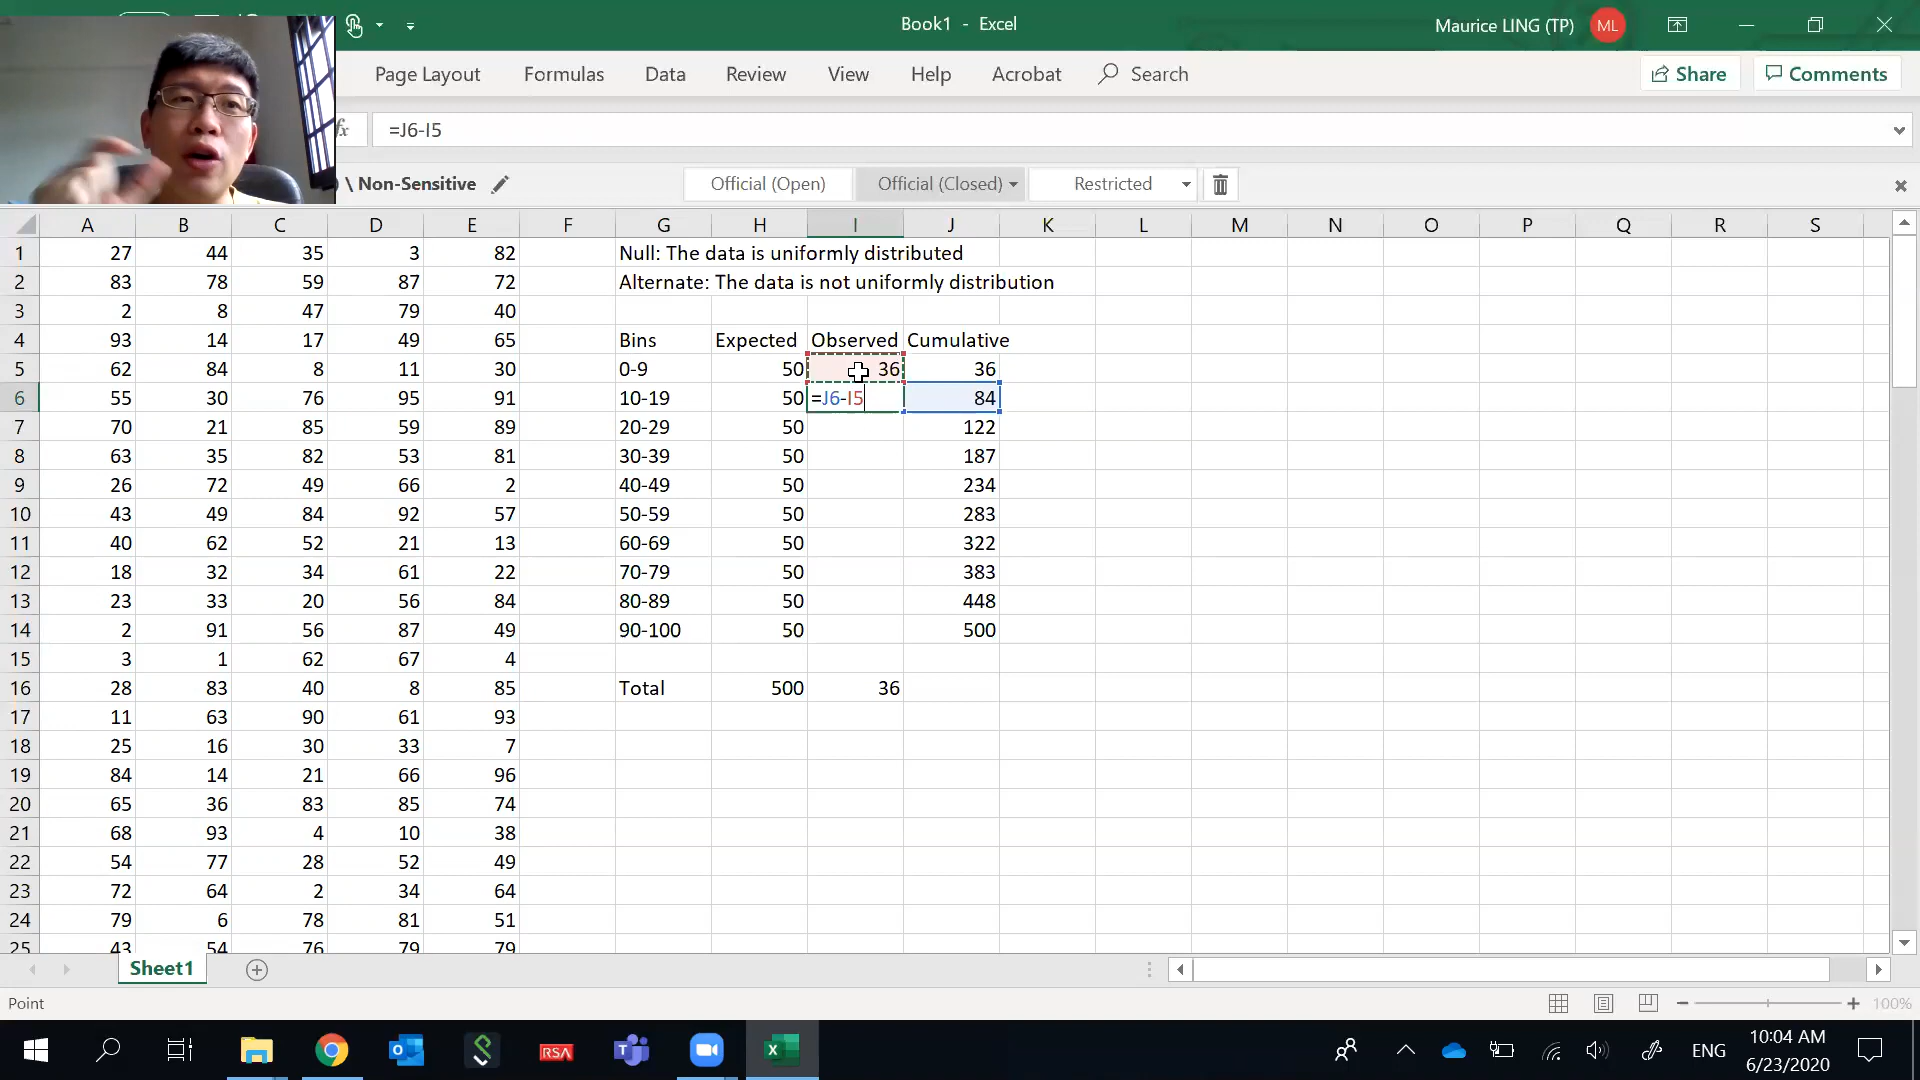 Book1 - Excel
Maurice LING (TP) ML
Page Layout Formulas Data Review View Help Acrobat Search Share Comments
fx =J6-I5
\ Non-Sensitive Official (Open) Official (Closed) Restricted
A B C D E F G H I J K L M N O P Q R S
1 27 44 35 3 82 Null: The data is uniformly distributed
2 83 78 59 87 72 Alternate: The data is not uniformly distribution
3 2 8 47 79 40
4 93 14 17 49 65 Bins Expected Observed Cumulative
5 62 84 8 11 30 0-9 50 36 36
6 55 30 76 95 91 10-19 50 =J6-I5 84
7 70 21 85 59 89 20-29 50 122
8 63 35 82 53 81 30-39 50 187
9 26 72 49 66 2 40-49 50 234
10 43 49 84 92 57 50-59 50 283
11 40 62 52 21 13 60-69 50 322
12 18 32 34 61 22 70-79 50 383
13 23 33 20 56 84 80-89 50 448
14 2 91 56 87 49 90-100 50 500
15 3 1 62 67 4
16 28 83 40 8 85 Total 500 36
17 11 63 90 61 93
18 25 16 30 33 7
19 84 14 21 66 96
20 65 36 83 85 74
21 68 93 4 10 38
22 54 77 28 52 49
23 72 64 2 34 64
24 79 6 78 81 51
25 43 54 76 79 79
Sheet1
Point 100%
RSA ENG 10:04 AM
6/23/2020